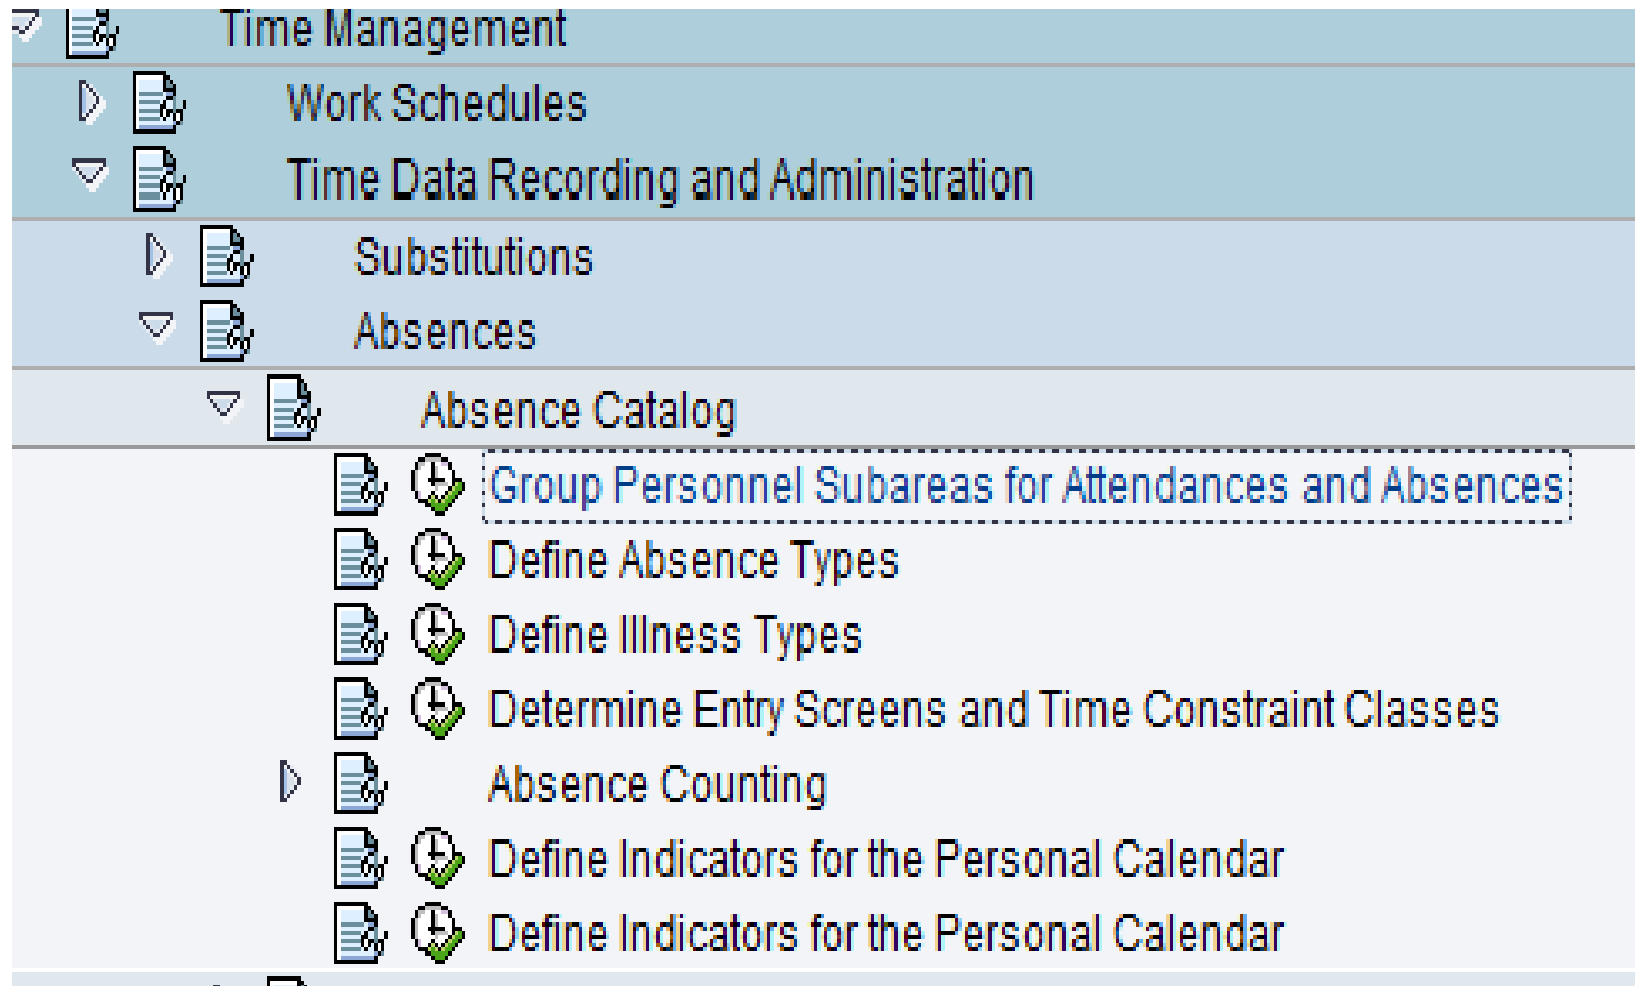 Time Management
Work Schedules
Time Data Recording and Administration
Substitutions
Absences
Absence Catalog
Group Personnel Subareas for Attendances and Absences
Define Absence Types
Define Illness Types
Determine Entry Screens and Time Constraint Classes
Absence Counting
Define Indicators for the Personal Calendar
Define Indicators for the Personal Calendar